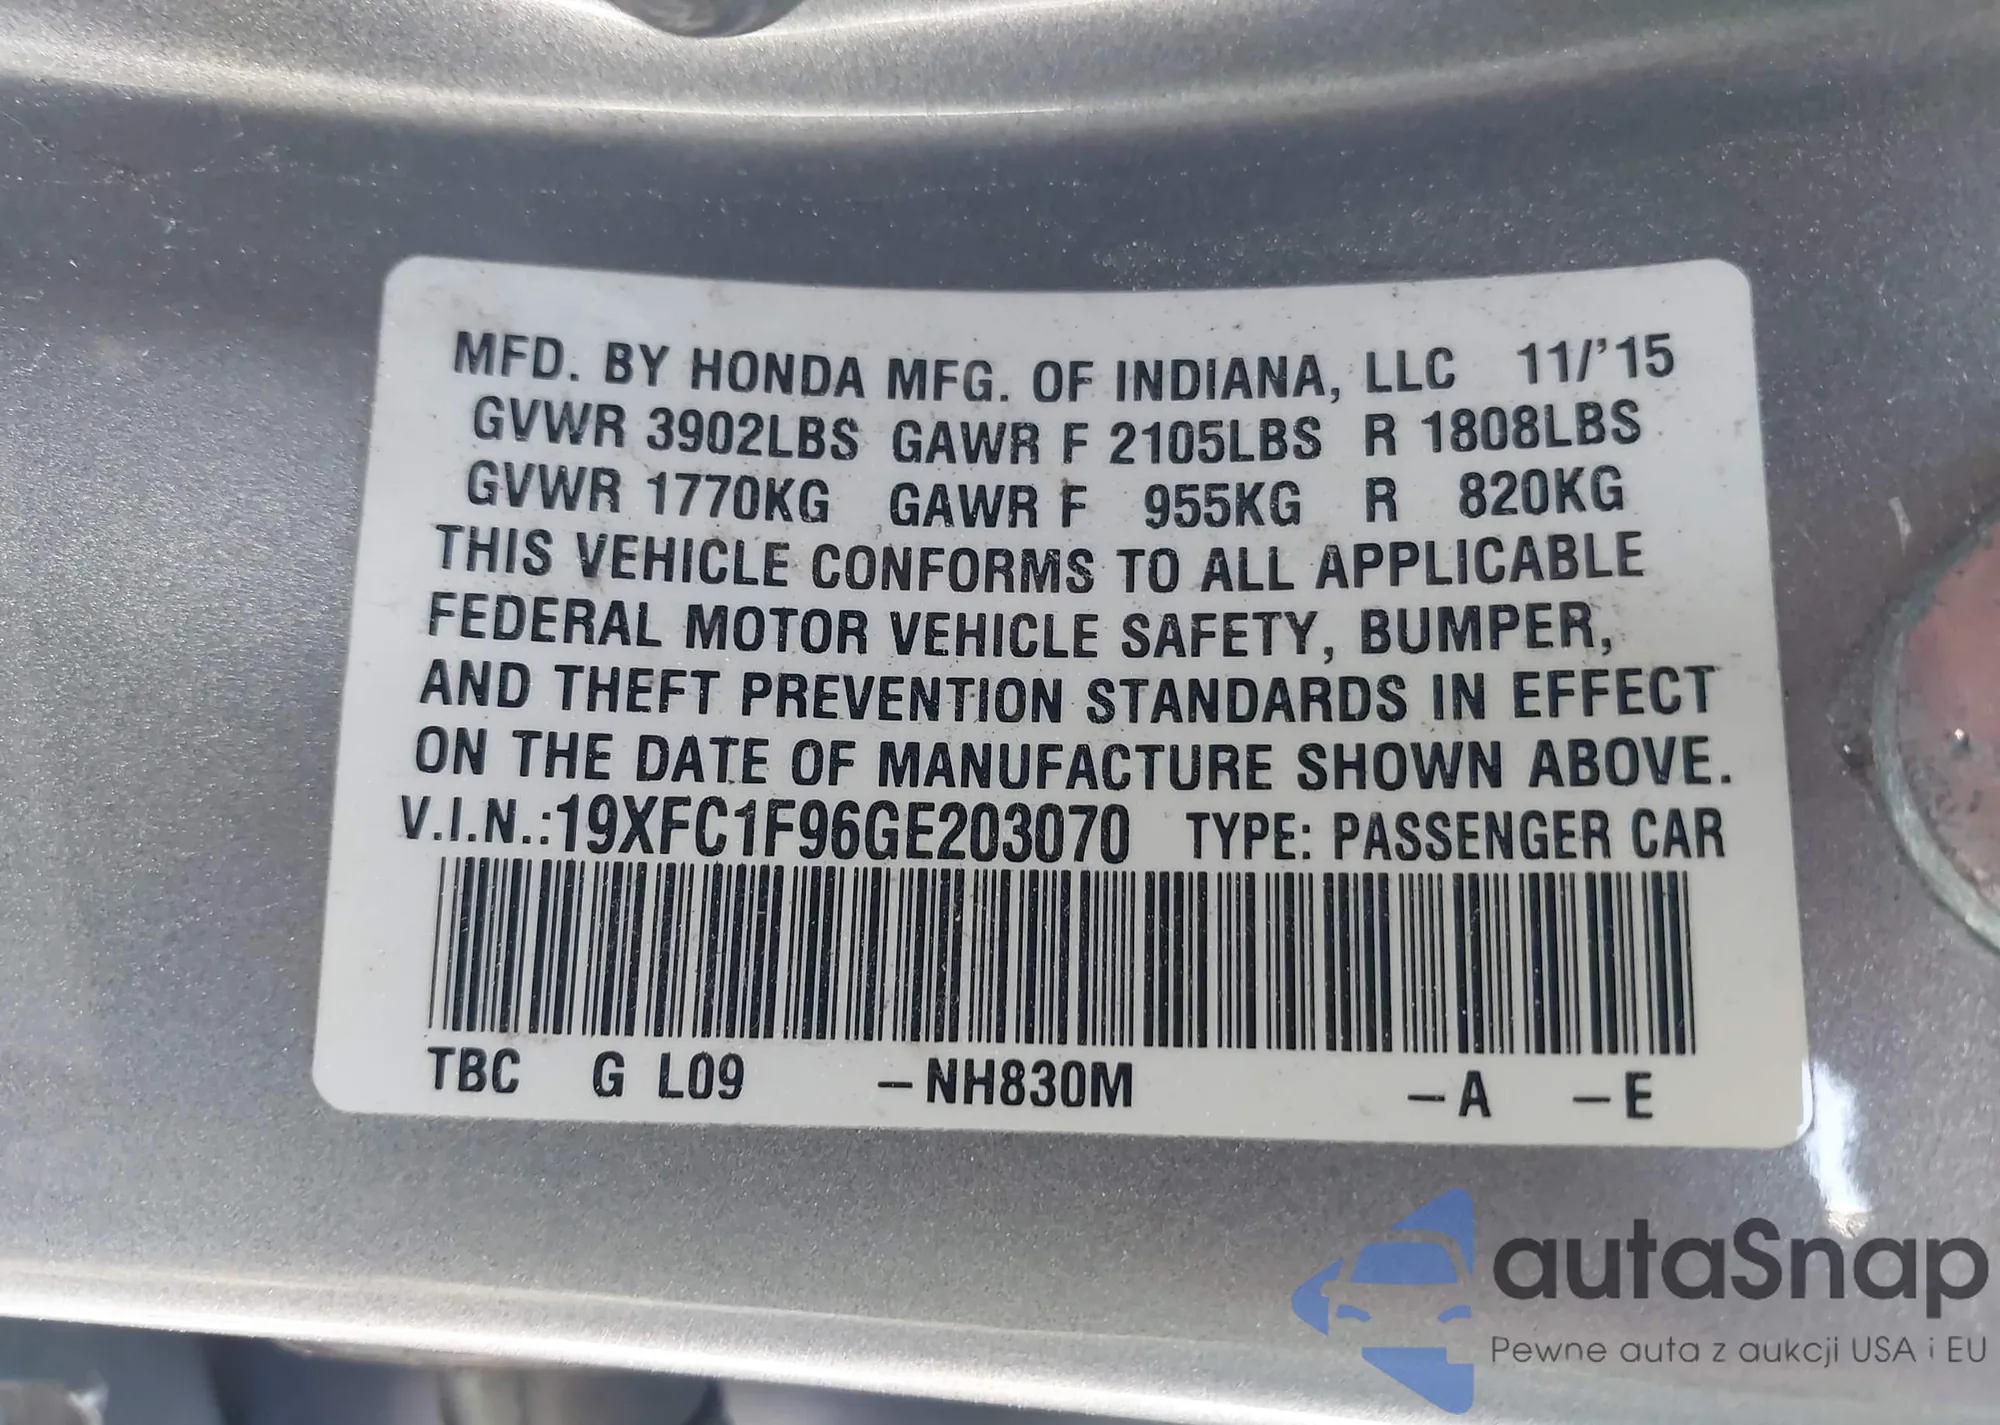 MFD. BY HONDA MFG. OF INDIANA, LLC 11/'15
GVWR 3902LBS GAWR F 2105LBS R 1808LBS
GVWR 1770KG GAWR F 955KG R 820KG
THIS VEHICLE CONFORMS TO ALL APPLICABLE
FEDERAL MOTOR VEHICLE SAFETY, BUMPER,
AND THEFT PREVENTION STANDARDS IN EFFECT
ON THE DATE OF MANUFACTURE SHOWN ABOVE.
V.I.N.:19XFC1F96GE203070 TYPE: PASSENGER CAR
TBC G L09 –NH830M –A –E
autaSnap
Pewne auta z aukcji USA i EU